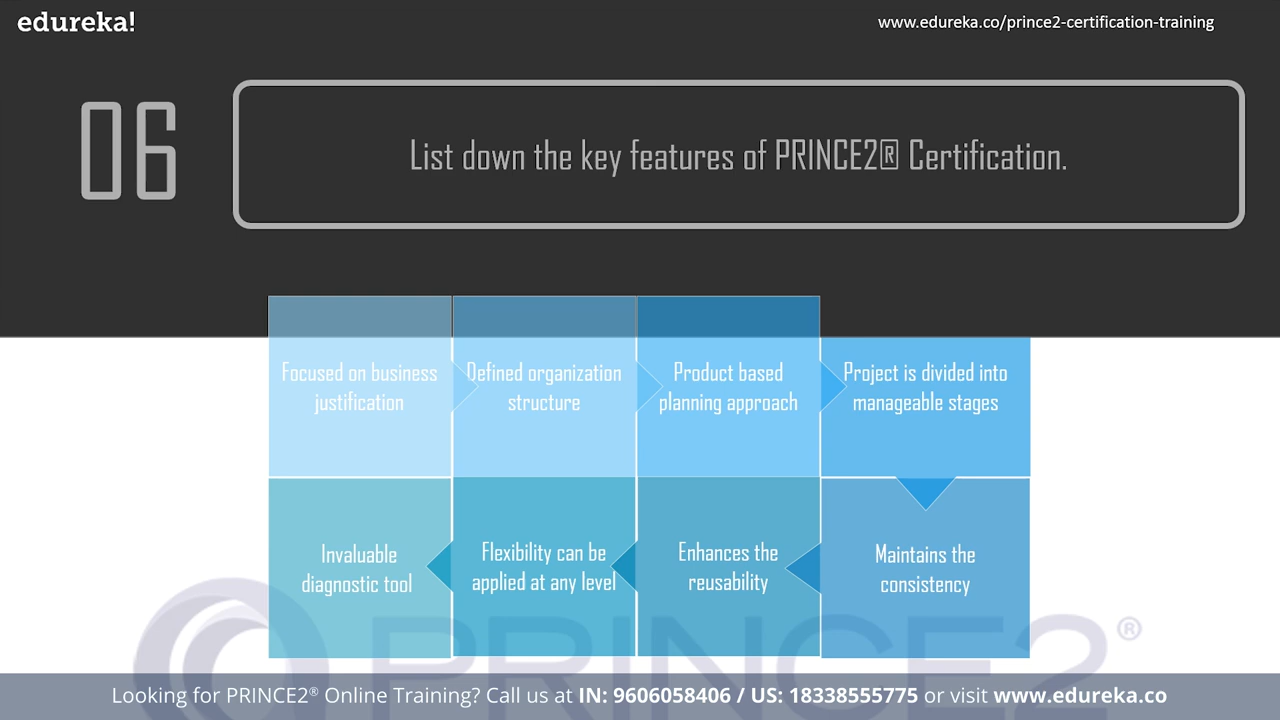 edureka!
www.edureka.co/prince2-certification-training
06
List down the key features of PRINCE2® Certification.
Focused on business
justification
Defined organization
structure
Product based
planning approach
Project is divided into
manageable stages
Invaluable
diagnostic tool
Flexibility can be
applied at any level
Enhances the
reusability
Maintains the
consistency
PRINCE2®
Looking for PRINCE2® Online Training? Call us at IN: 9606058406 / US: 18338555775 or visit www.edureka.co